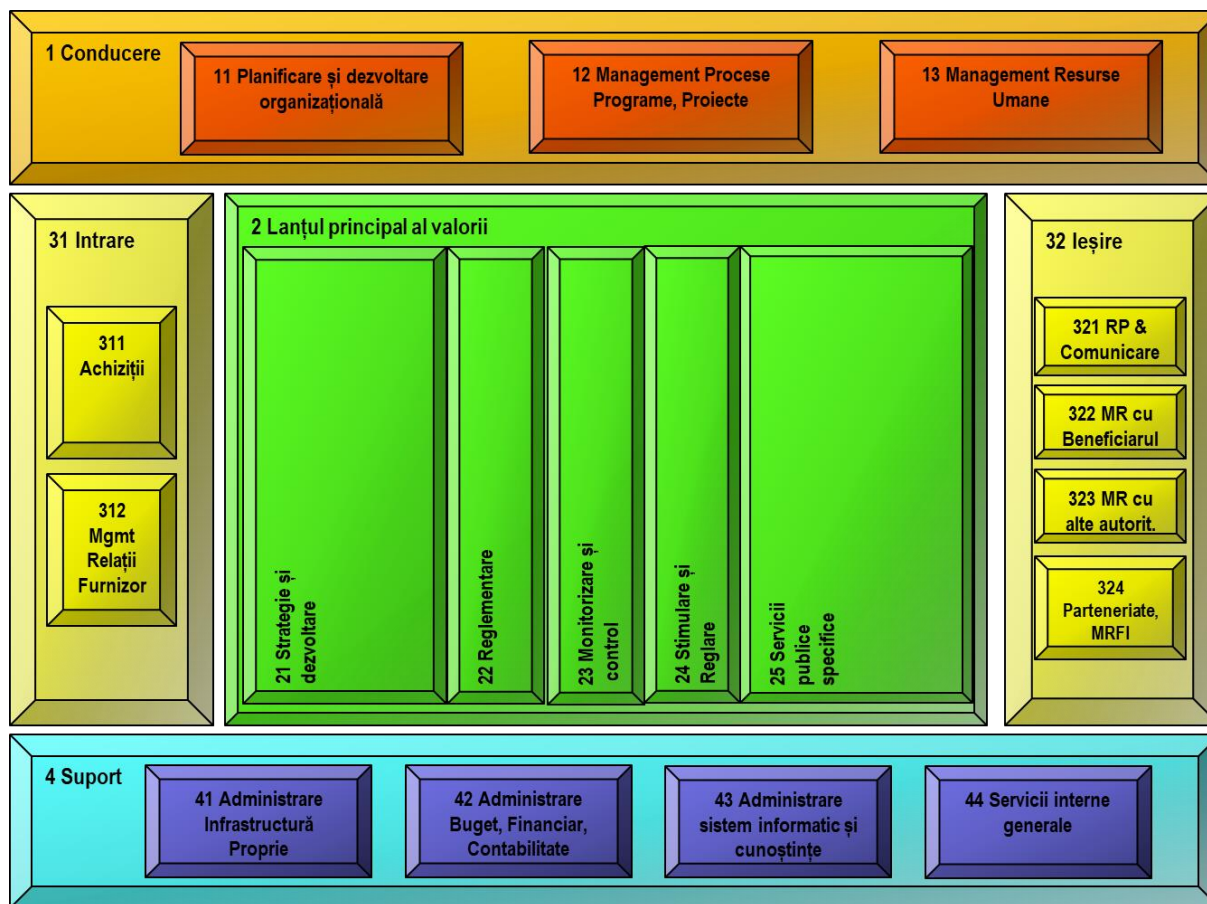 1 Conducere
11 Planificare și dezvoltare
organizațională
12 Management Procese
Programe, Proiecte
13 Management Resurse
Umane
31 Intrare
311
Achiziții
312
Mgmt
Relații
Furnizor
2 Lanțul principal al valorii
21 Strategie și
dezvoltare
22 Reglementare
23 Monitorizare și
control
24 Stimulare și
Reglare
25 Servicii
publice
specifice
32 Ieșire
321 RP &
Comunicare
322 MR cu
Beneficiarul
323 MR cu
alte autorit.
324
Parteneriate,
MRFI
4 Suport
41 Administrare
Infrastructură
Proprie
42 Administrare
Buget, Financiar,
Contabilitate
43 Administrare
sistem informatic și
cunoștințe
44 Servicii interne
generale